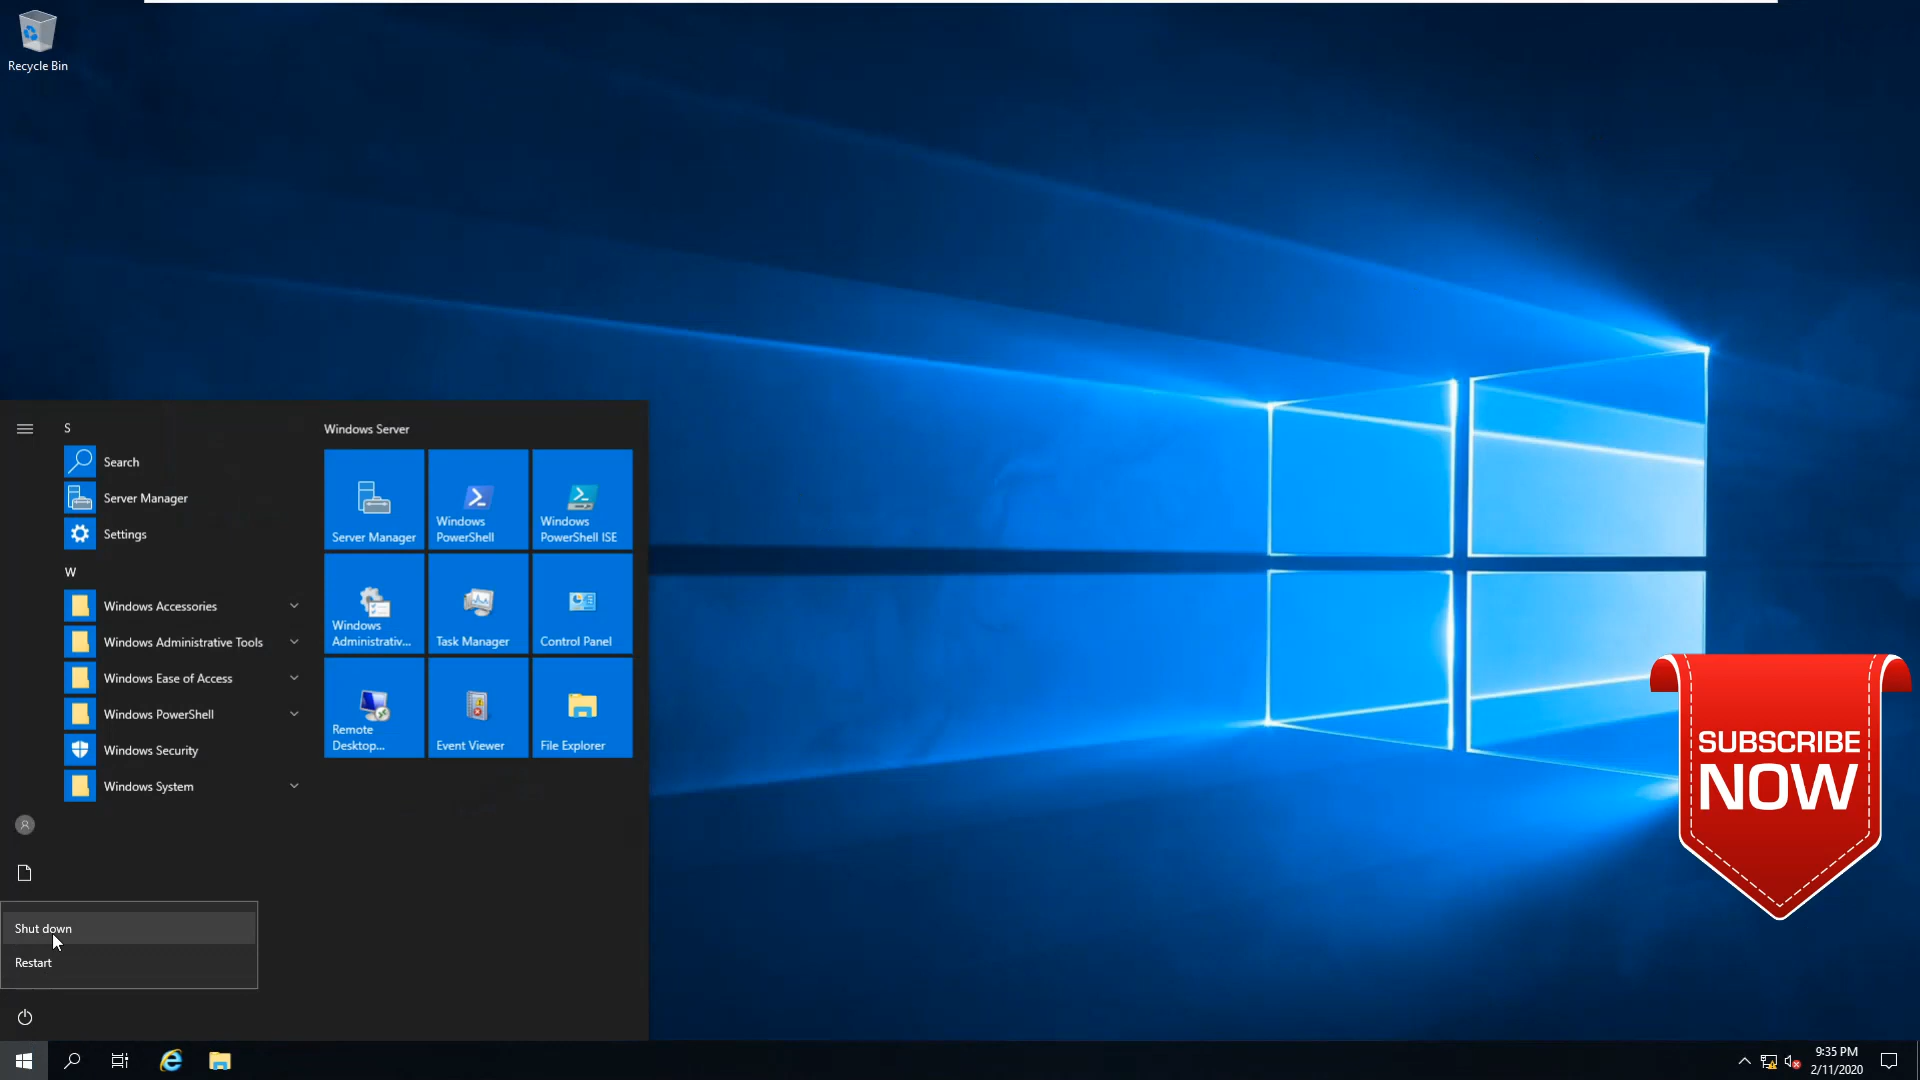 Recycle Bin
S
Search
Server Manager
Settings
W
Windows Accessories
Windows Administrative Tools
Windows Ease of Access
Windows PowerShell
Windows Security
Windows System
Windows Server
Server Manager
Windows
PowerShell
Windows
PowerShell ISE
Windows
Administrativ...
Task Manager
Control Panel
Remote
Desktop...
Event Viewer
File Explorer
Shut down
Restart
SUBSCRIBE
NOW
9:35 PM
2/11/2020